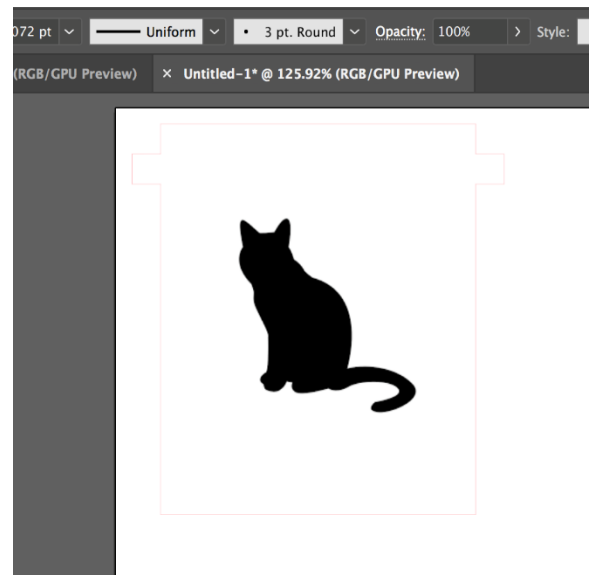 072 pt Uniform 3 pt. Round Opacity: 100% Style:
(RGB/GPU Preview) × Untitled-1* @ 125.92% (RGB/GPU Preview)